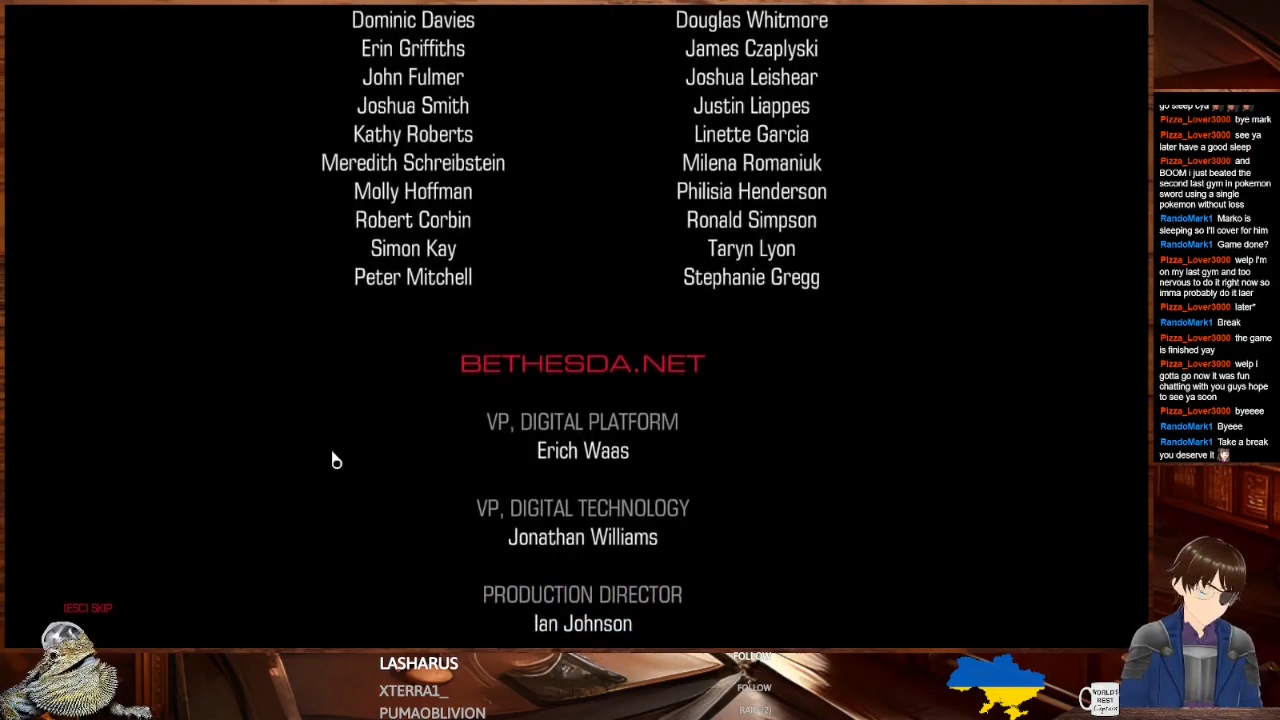 Dominic Davies
Erin Griffiths
John Fulmer
Joshua Smith
Kathy Roberts
Meredith Schreibstein
Molly Hoffman
Robert Corbin
Simon Kay
Peter Mitchell
Douglas Whitmore
James Czaplyski
Joshua Leishear
Justin Liappes
Linette Garcia
Milena Romaniuk
Philisia Henderson
Ronald Simpson
Taryn Lyon
Stephanie Gregg
BETHESDA.NET
VP, DIGITAL PLATFORM
Erich Waas
VP, DIGITAL TECHNOLOGY
Jonathan Williams
PRODUCTION DIRECTOR
Ian Johnson
[ESC] SKIP
go sleep cya
Pizza_Lover3000 bye mark
Pizza_Lover3000 see ya
later have a good sleep
Pizza_Lover3000 and
BOOM i just beated the
second last gym in pokemon
sword using a single
pokemon without loss
RandoMark1 Marko is
sleeping so I'll cover for him
RandoMark1 Game done?
Pizza_Lover3000 welp I'm
on my last gym and too
nervous to do it right now so
imma probably do it laer
Pizza_Lover3000 later*
RandoMark1 Break
Pizza_Lover3000 the game
is finished yay
Pizza_Lover3000 welp i
gotta go now it was fun
chatting with you guys hope
to see ya soon
Pizza_Lover3000 byeeee
RandoMark1 Byeee
RandoMark1 Take a break
you deserve it
LASHARUS
XTERRA1_
PUMAOBLIVION
FOLLOW
FOLLOW
RAID (2)
WORLD'S
BEST
Captain